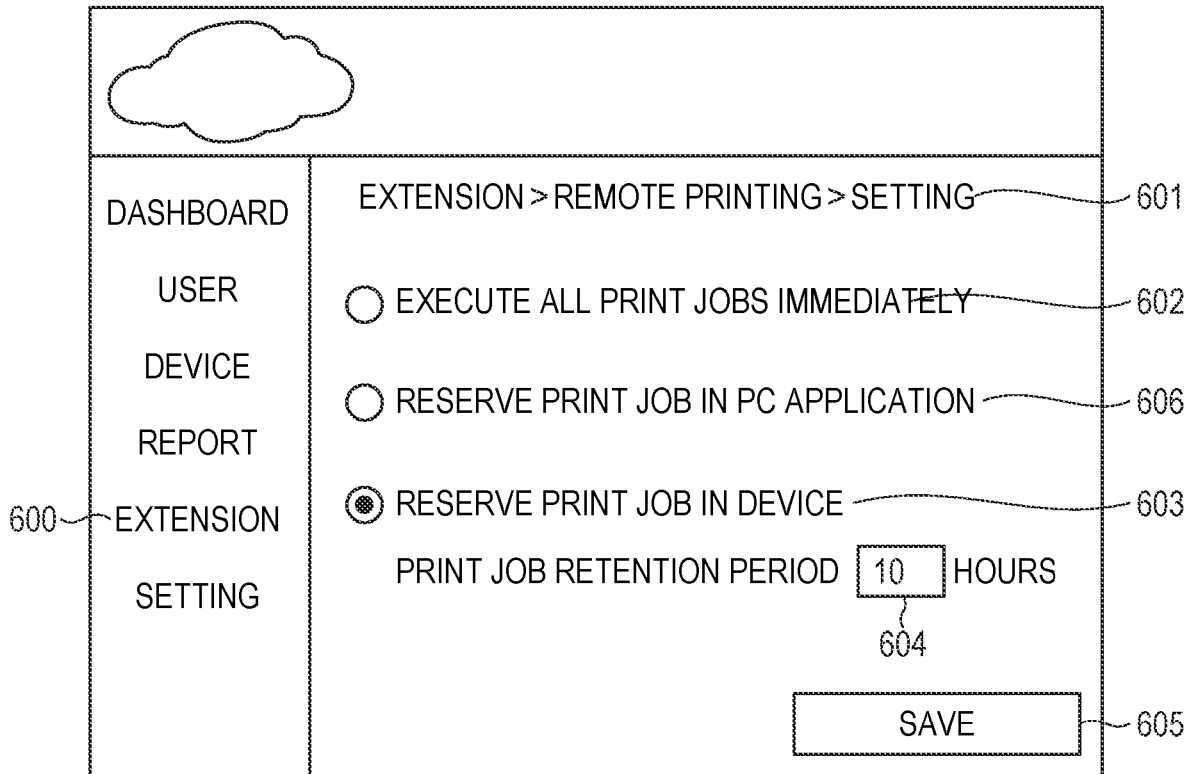 DASHBOARD
USER
DEVICE
REPORT
600
EXTENSION
SETTING
EXTENSION > REMOTE PRINTING > SETTING
601
EXECUTE ALL PRINT JOBS IMMEDIATELY
602
RESERVE PRINT JOB IN PC APPLICATION
606
RESERVE PRINT JOB IN DEVICE
603
PRINT JOB RETENTION PERIOD 10 HOURS
604
SAVE
605